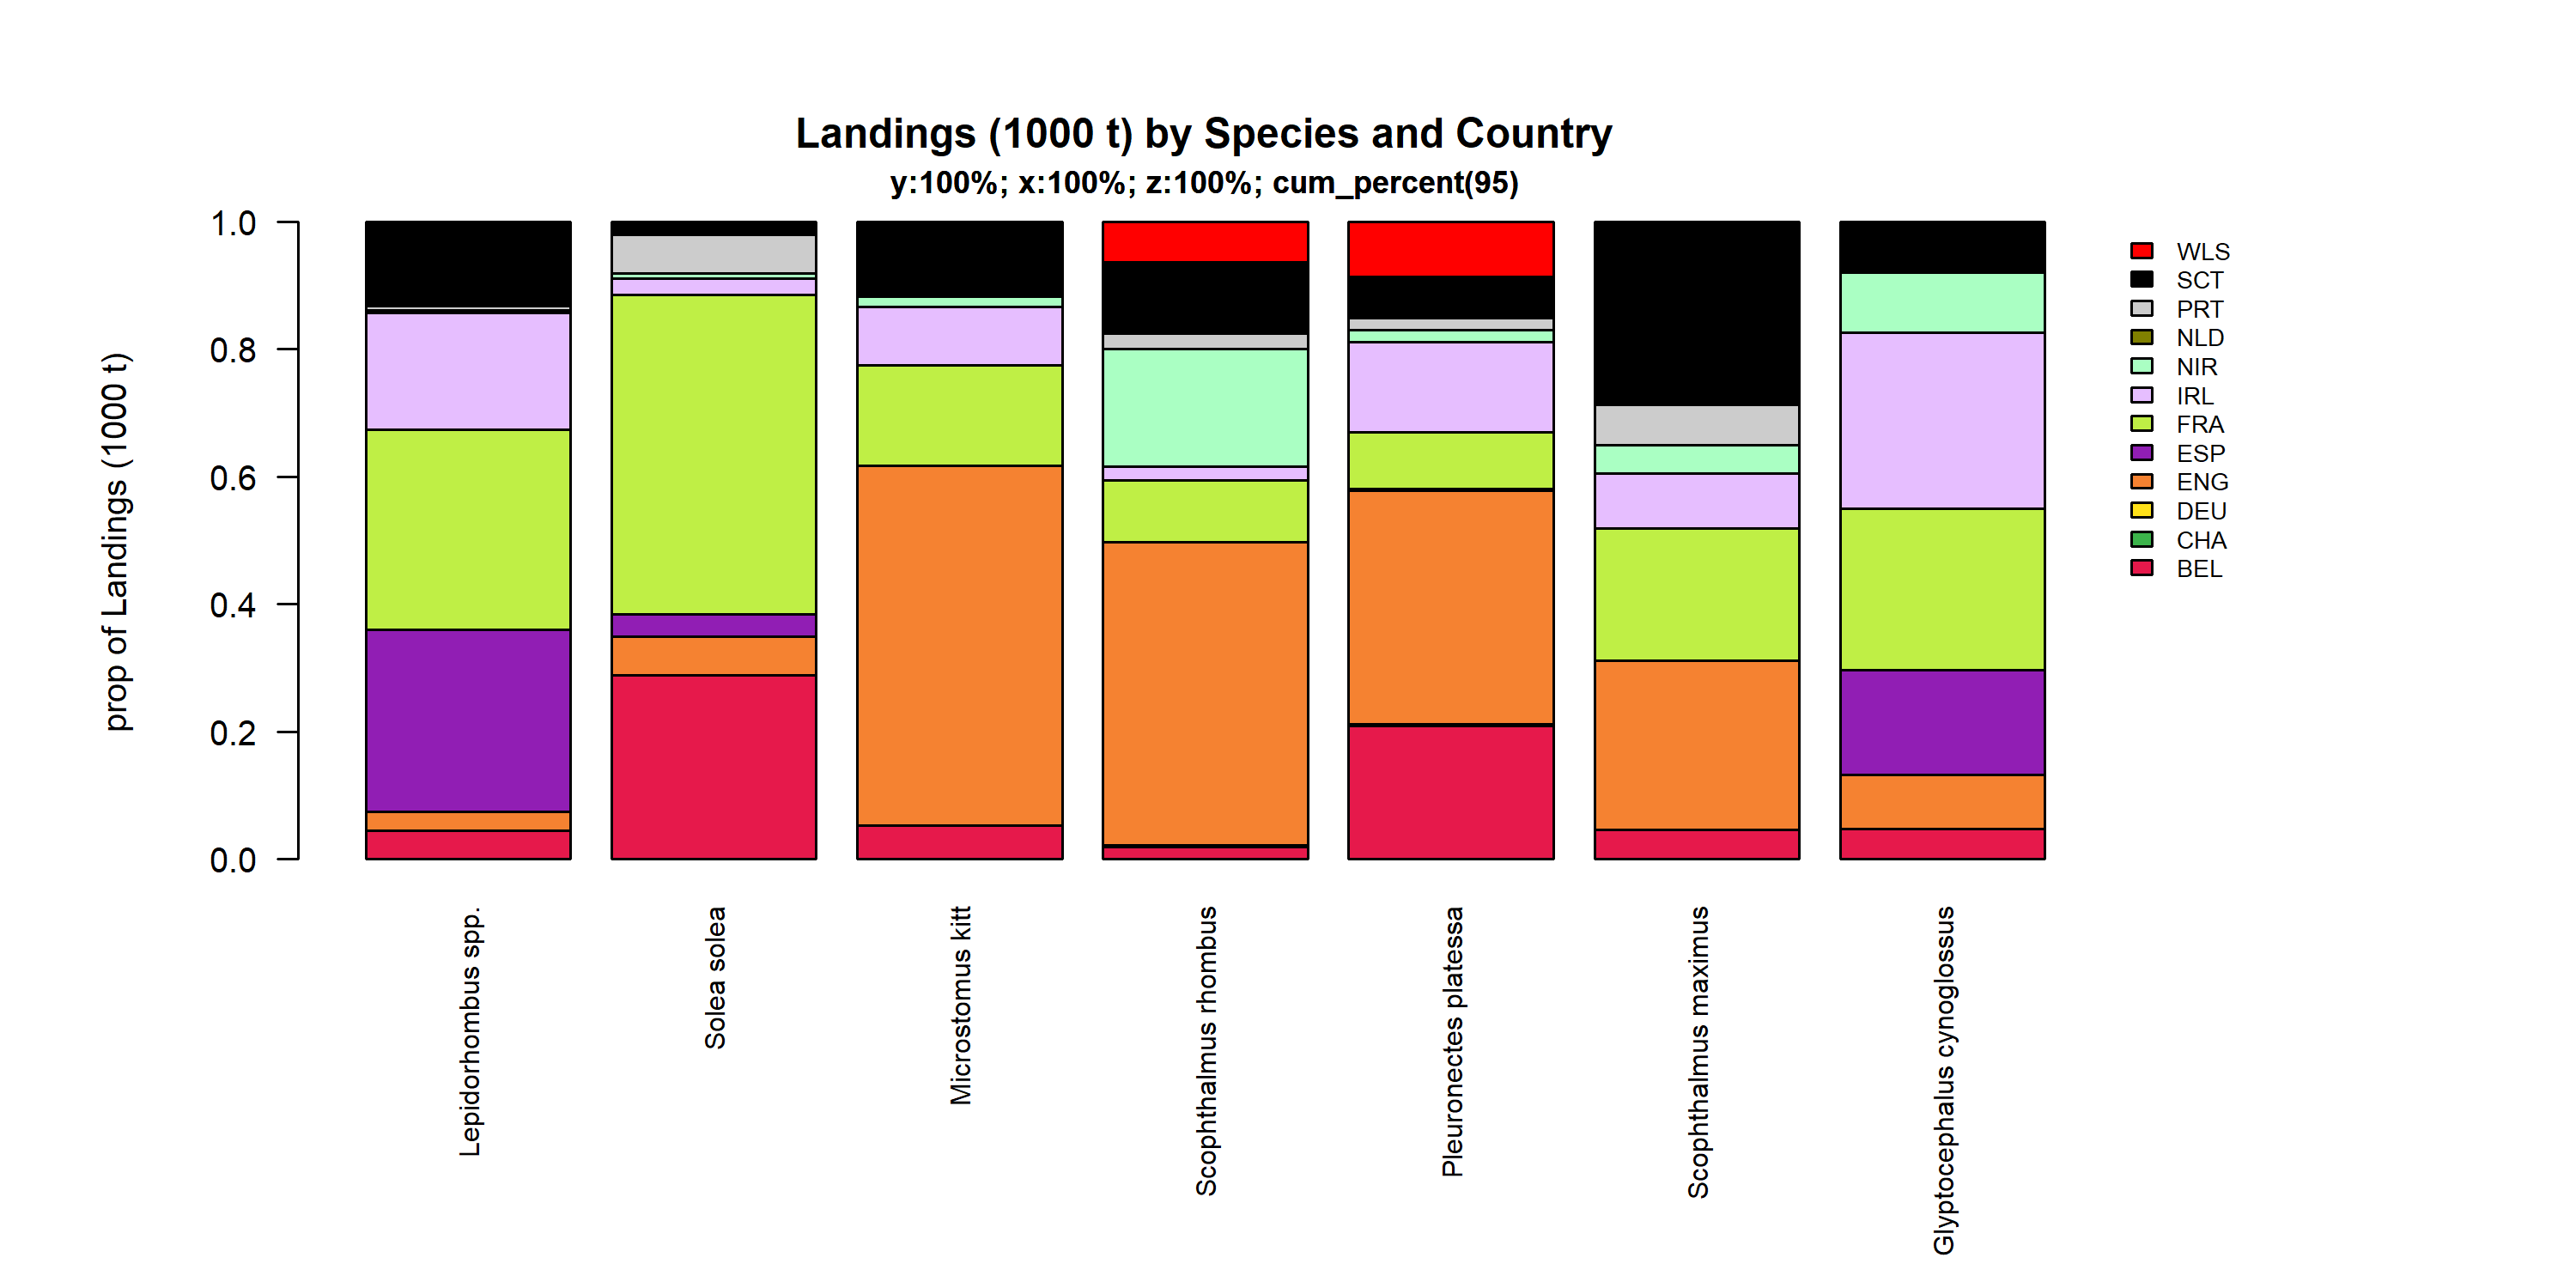 Landings (1000 t) by Species and Country
y:100%; x:100%; z:100%; cum_percent(95)
prop of Landings (1000 t)
1.0
0.8
0.6
0.4
0.2
0.0
Lepidorhombus spp.
Solea solea
Microstomus kitt
Scophthalmus rhombus
Pleuronectes platessa
Scophthalmus maximus
Glyptocephalus cynoglossus
WLS
SCT
PRT
NLD
NIR
IRL
FRA
ESP
ENG
DEU
CHA
BEL